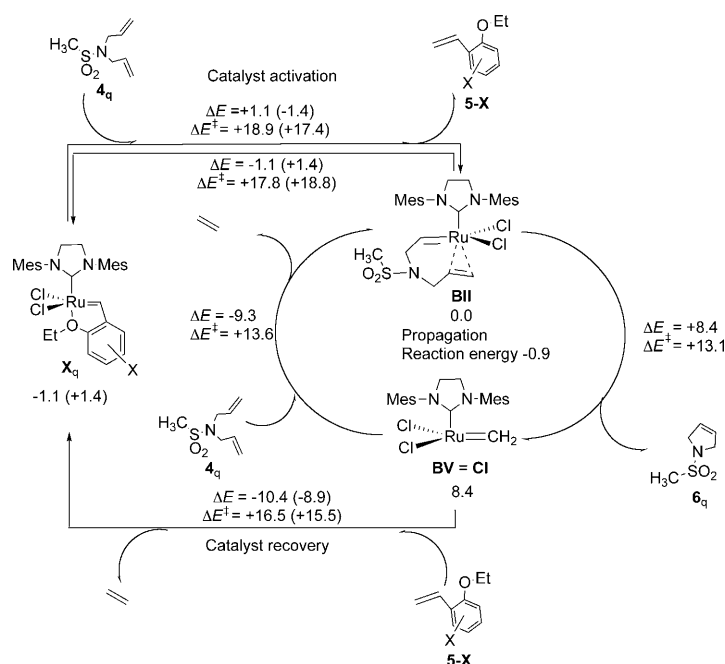 H₃C
S
O₂
N
4q
Catalyst activation
O Et
X
5-X
ΔE =+1.1 (-1.4)
ΔE‡ = +18.9 (+17.4)
ΔE = -1.1 (+1.4)
ΔE‡ = +17.8 (+18.8)
Mes N N Mes
Ru
Cl
Cl
H₃C
O₂S N
BII
0.0
Propagation
Reaction energy -0.9
Mes N N Mes
Cl
Cl Ru
Et O
X
Xq
-1.1 (+1.4)
ΔE = -9.3
ΔE‡ = +13.6
ΔE = +8.4
ΔE‡ = +13.1
H₃C
S
O₂
N
4q
Mes N N Mes
Cl
Cl Ru=CH₂
BV = CI
8.4
N
H₃C SO₂
6q
ΔE = -10.4 (-8.9)
ΔE‡ = +16.5 (+15.5)
Catalyst recovery
O Et
X
5-X